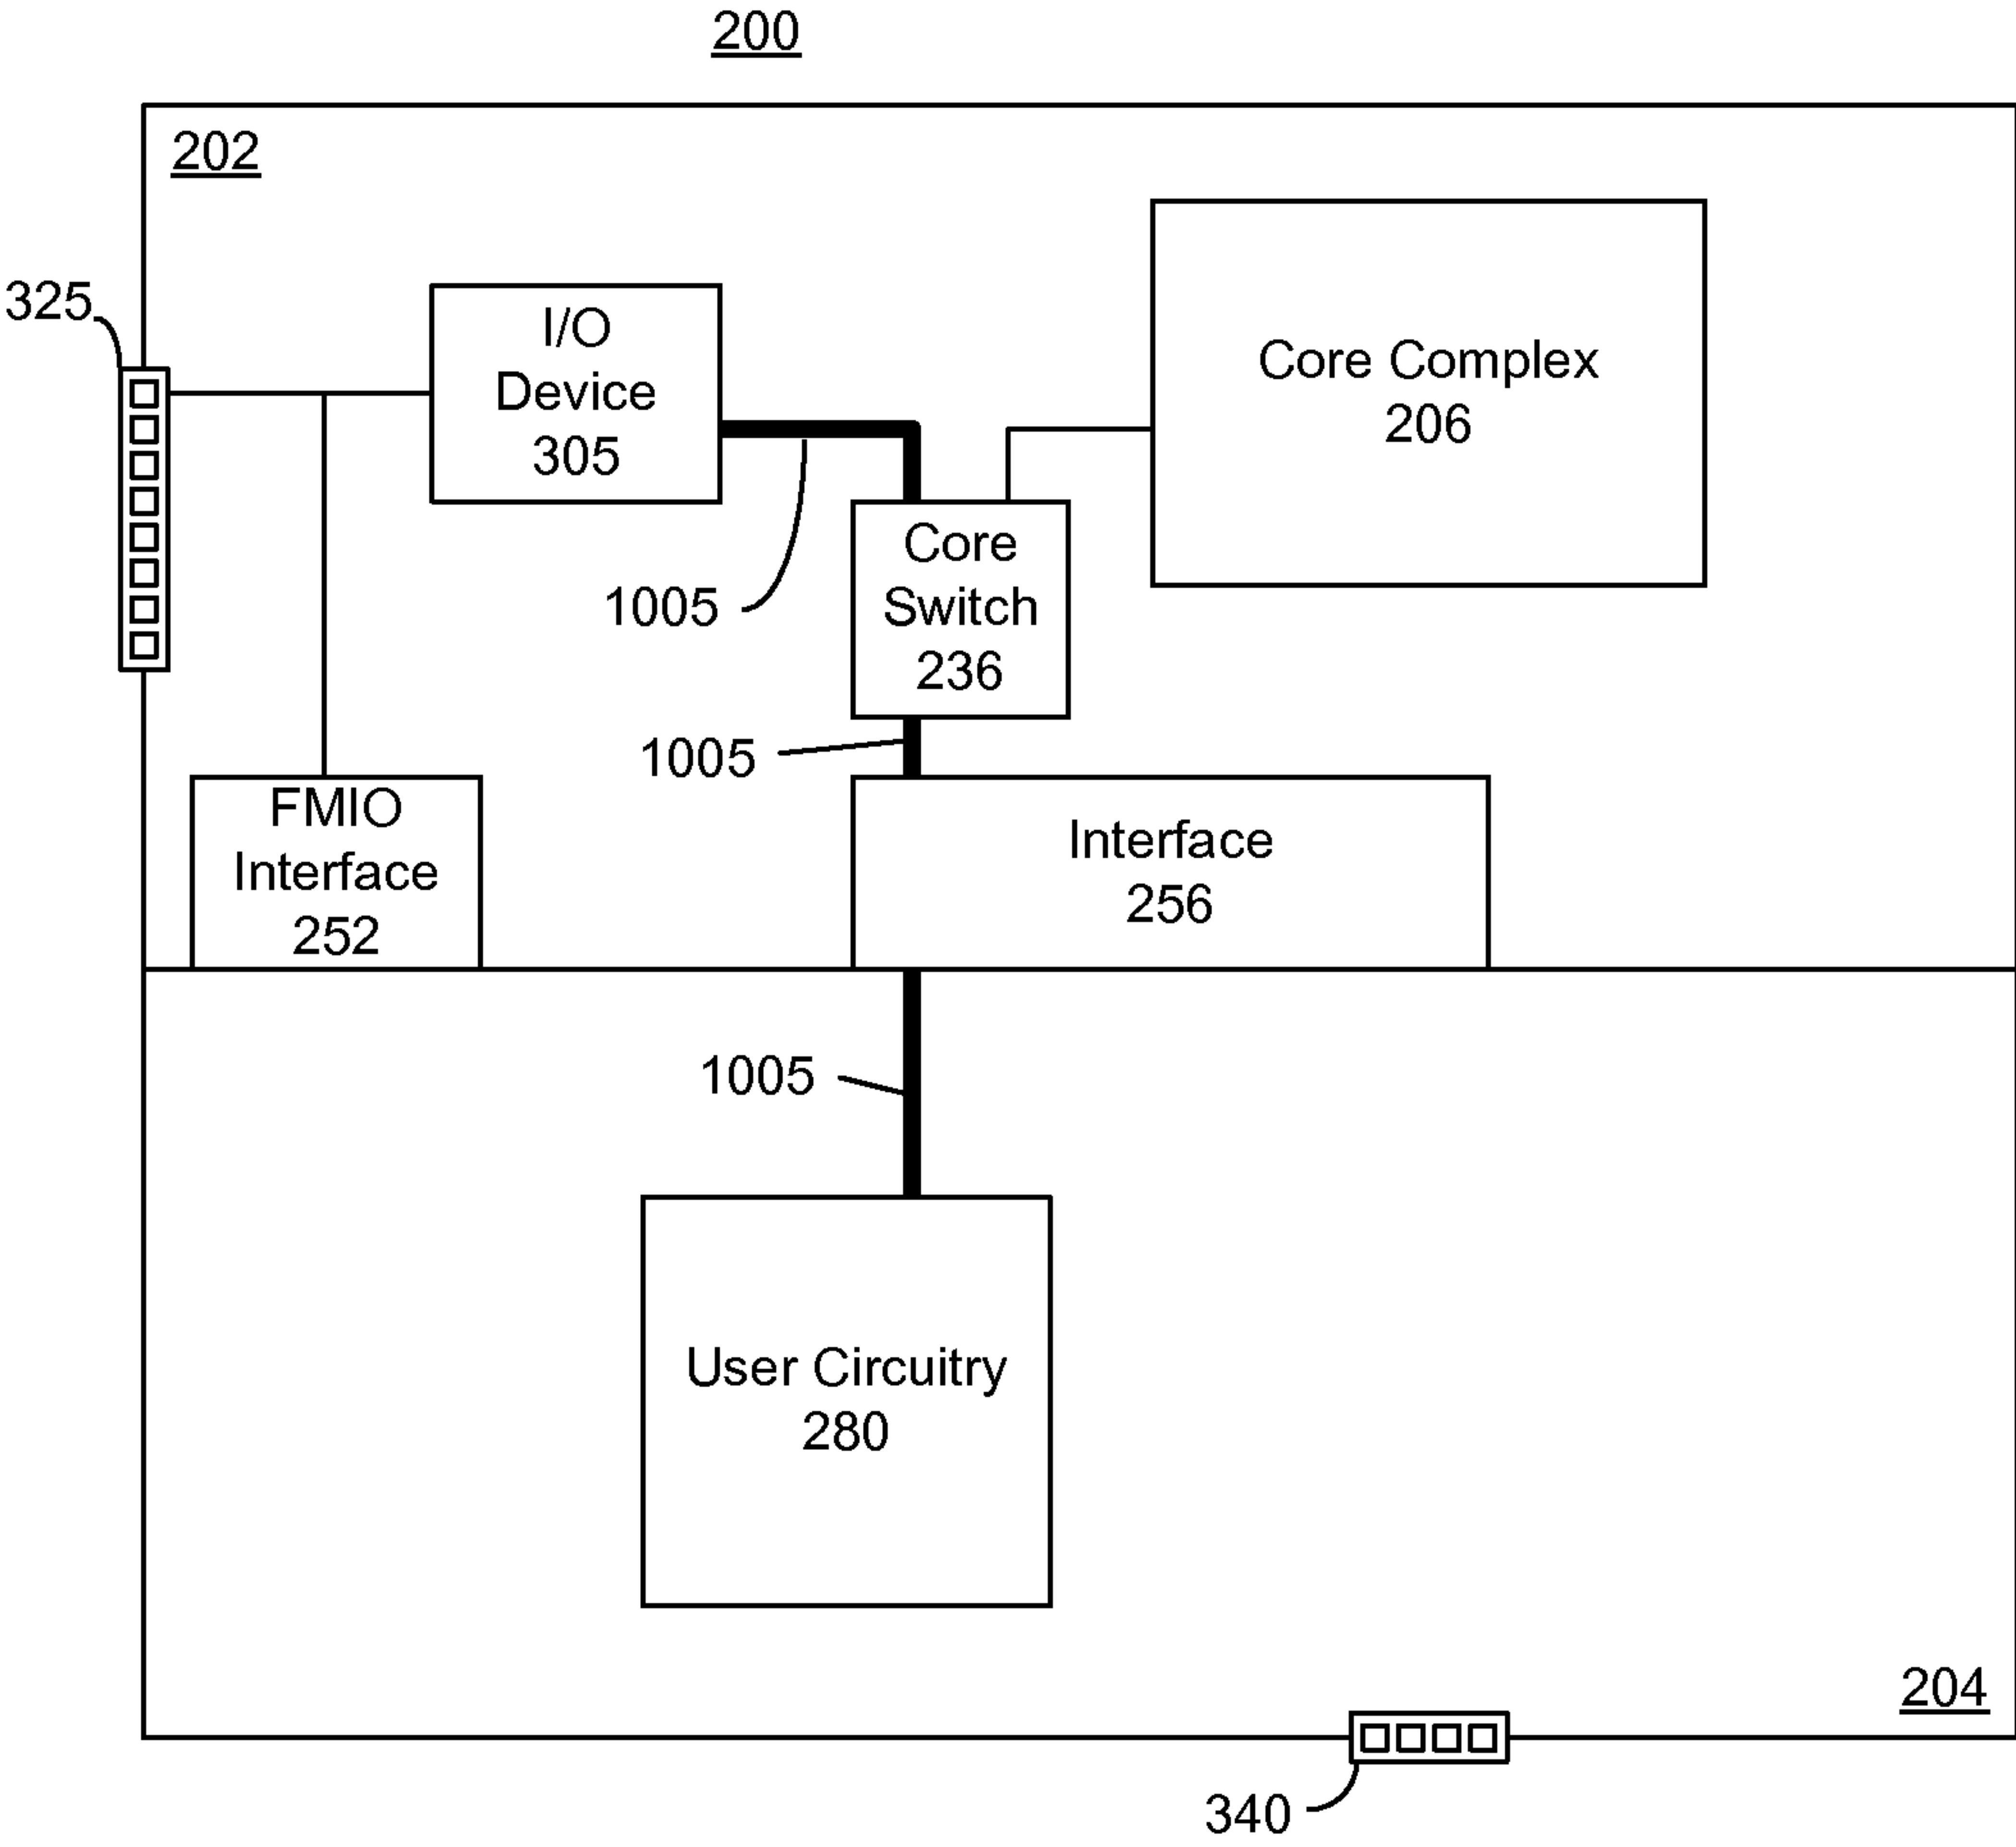 200
202
325
I/O
Device
305
Core Complex
206
1005
Core
Switch
236
1005
FMIO
Interface
252
Interface
256
1005
User Circuitry
280
204
340